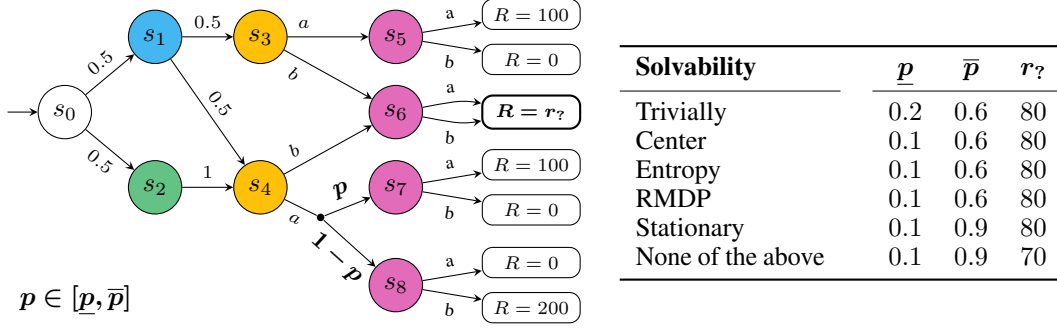 s₀
0.5
0.5
s₁
0.5
0.5
s₂
1
s₃
a
b
s₄
b
a
p
1 − p
s₅
a
b
R = 100
R = 0
s₆
a
b
R = r?
s₇
a
b
R = 100
R = 0
s₈
a
b
R = 0
R = 200
p ∈ [p̲, p̅]
Solvability p̲ p̅ r?
Trivially 0.2 0.6 80
Center 0.1 0.6 80
Entropy 0.1 0.6 80
RMDP 0.1 0.6 80
Stationary 0.1 0.9 80
None of the above 0.1 0.9 70